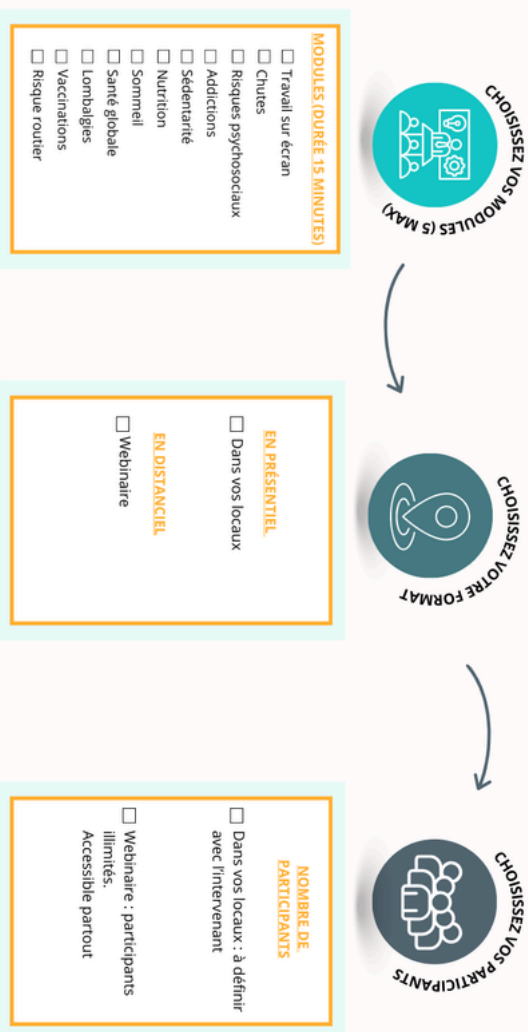 CHOISISSEZ VOS MODULES (5 MAX)
MODULES (DURÉE 15 MINUTES)
☐ Travail sur écran
☐ Chutes
☐ Risques psychosociaux
☐ Addictions
☐ Sédentarité
☐ Nutrition
☐ Sommeil
☐ Santé globale
☐ Lombalgies
☐ Vaccinations
☐ Risque routier
CHOISISSEZ VOTRE FORMAT
EN PRÉSENTIEL
☐ Dans vos locaux
EN DISTANCIEL
☐ Webinaire
CHOISISSEZ VOS PARTICIPANTS
NOMBRE DE
PARTICIPANTS
☐ Dans vos locaux : à définir
avec l'intervenant
☐ Webinaire : participants
illimités.
Accessible partout